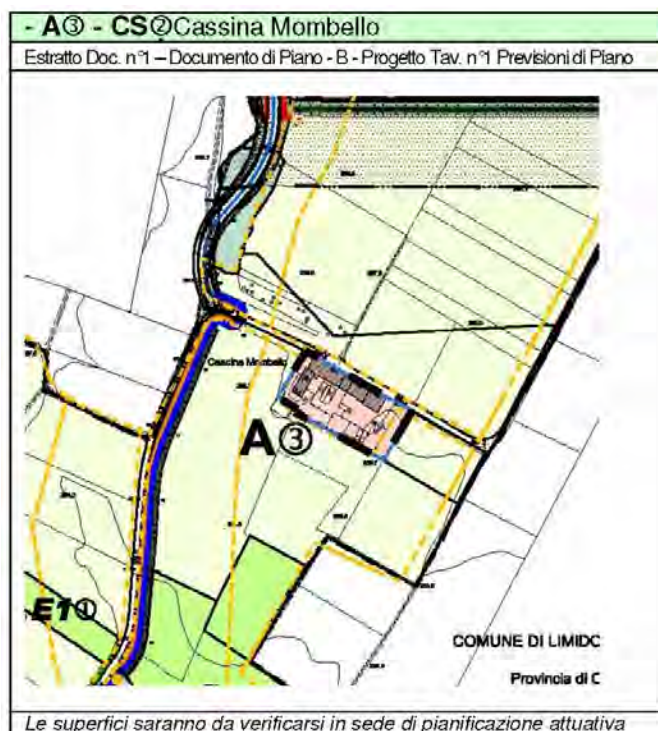 - A③ - CS②Cassina Mombello
Estratto Doc. n°1 – Documento di Piano - B - Progetto Tav. n°1 Previsioni di Piano
Cascina Mombello
A③
E1①
COMUNE DI LIMIDC
Provincia di C
Le superfici saranno da verificarsi in sede di pianificazione attuativa